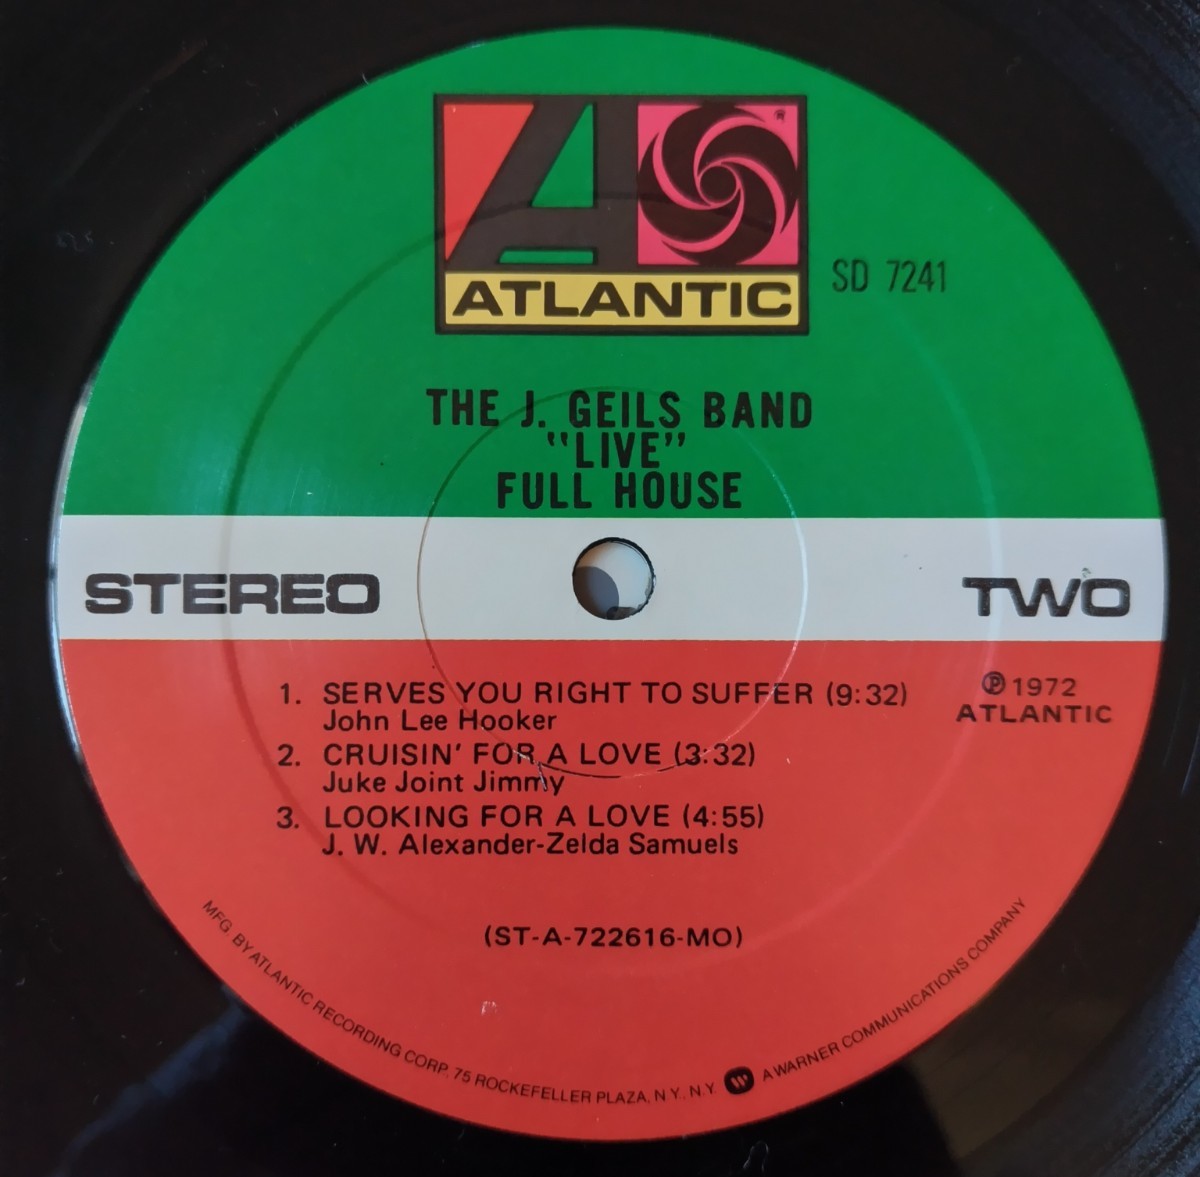 A
®
ATLANTIC
SD 7241
THE J. GEILS BAND
"LIVE"
FULL HOUSE
STEREO
TWO
1. SERVES YOU RIGHT TO SUFFER (9:32)
John Lee Hooker
2. CRUISIN' FOR A LOVE (3:32)
Juke Joint Jimmy
3. LOOKING FOR A LOVE (4:55)
J. W. Alexander-Zelda Samuels
℗ 1972
ATLANTIC
(ST-A-722616-MO)
MFG. BY ATLANTIC RECORDING CORP. 75 ROCKEFELLER PLAZA, N.Y., N.Y. W A WARNER COMMUNICATIONS COMPANY